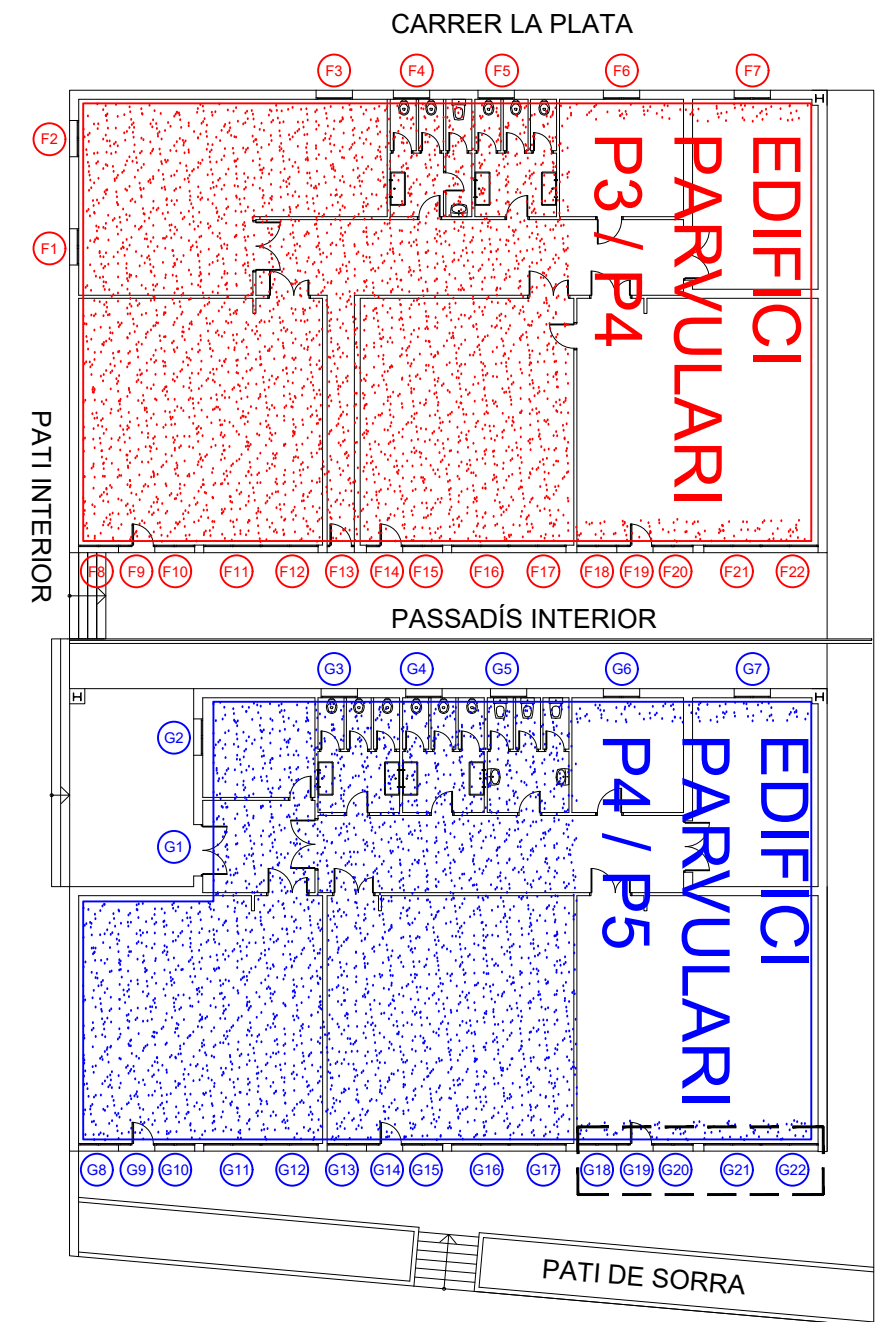 CARRER LA PLATA
F3 F4 F5 F6 F7
F2
F1
EDIFICI
PARVULARI
P3 / P4
PATI INTERIOR
F8 F9 F10 F11 F12 F13 F14 F15 F16 F17 F18 F19 F20 F21 F22
PASSADÍS INTERIOR
G3 G4 G5 G6 G7
G2
G1
EDIFICI
PARVULARI
P4 / P5
G8 G9 G10 G11 G12 G13 G14 G15 G16 G17 G18 G19 G20 G21 G22
PATI DE SORRA